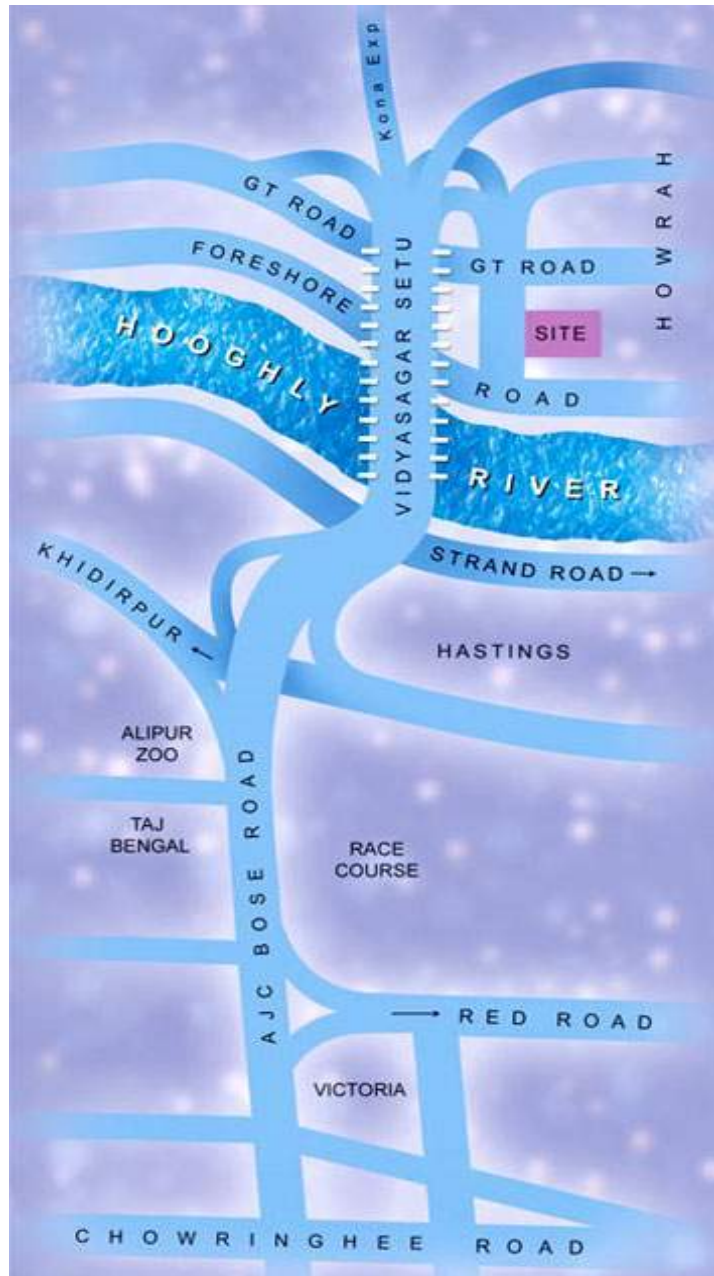 Kona Exp
HOWRAH
GT ROAD
GT ROAD
FORESHORE
ROAD
SITE
VIDYASAGAR SETU
HOOGHLY
RIVER
STRAND ROAD
KHIDIRPUR
HASTINGS
ALIPUR
ZOO
TAJ
BENGAL
RACE
COURSE
AJC BOSE ROAD
RED ROAD
VICTORIA
CHOWRINGHEE ROAD